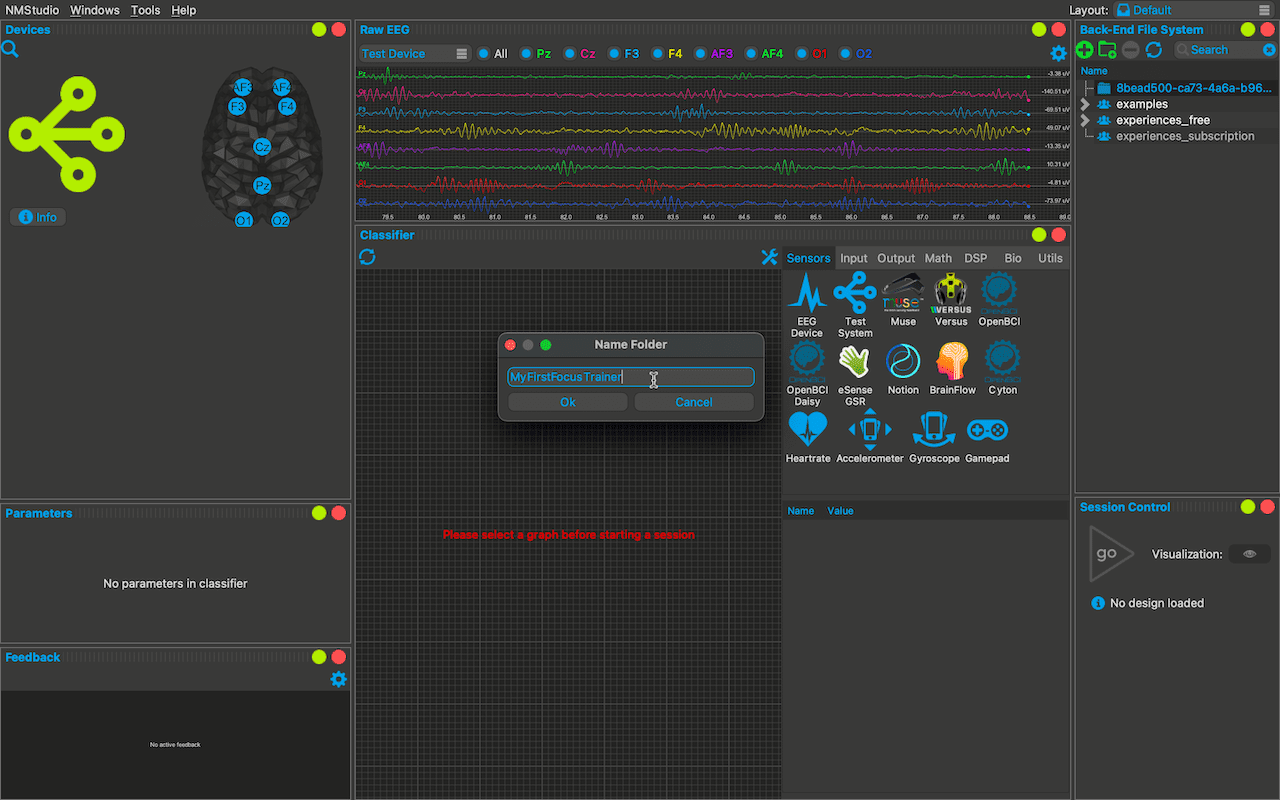 NMStudio Windows Tools Help
Layout: Default
Devices
AF3 AF4
F3 F4
Cz
Pz
O1 O2
Info
Raw EEG
Test Device All Pz Cz F3 F4 AF3 AF4 O1 O2
Pz -3.38 uV
-140.51 uV
F3 -69.51 uV
F4 49.07 uV
-13.35 uV
10.31 uV
-4.81 uV
-73.97 uV
79.5 80.0 80.5 81.0 81.5 82.0 82.5 83.0 83.5 84.0 84.5 85.0 85.5 86.0 86.5 87.0 87.5 88.0 88.5 89.0
Back-End File System
Search
Name
8bead500-ca73-4a6a-b96...
examples
experiences_free
experiences_subscription
Classifier
Sensors Input Output Math DSP Bio Utils
EEG Device
Test System
muse
Muse
VERSUS
Versus
OPENBCI
OpenBCI
OPENBCI
OpenBCI Daisy
eSense GSR
Notion
BrainFlow
OPENBCI
Cyton
Heartrate
Accelerometer
Gyroscope
Gamepad
Name Value
Name Folder
MyFirstFocusTrainer
Ok Cancel
Please select a graph before starting a session
Parameters
No parameters in classifier
Feedback
No active feedback
Session Control
go
Visualization:
No design loaded